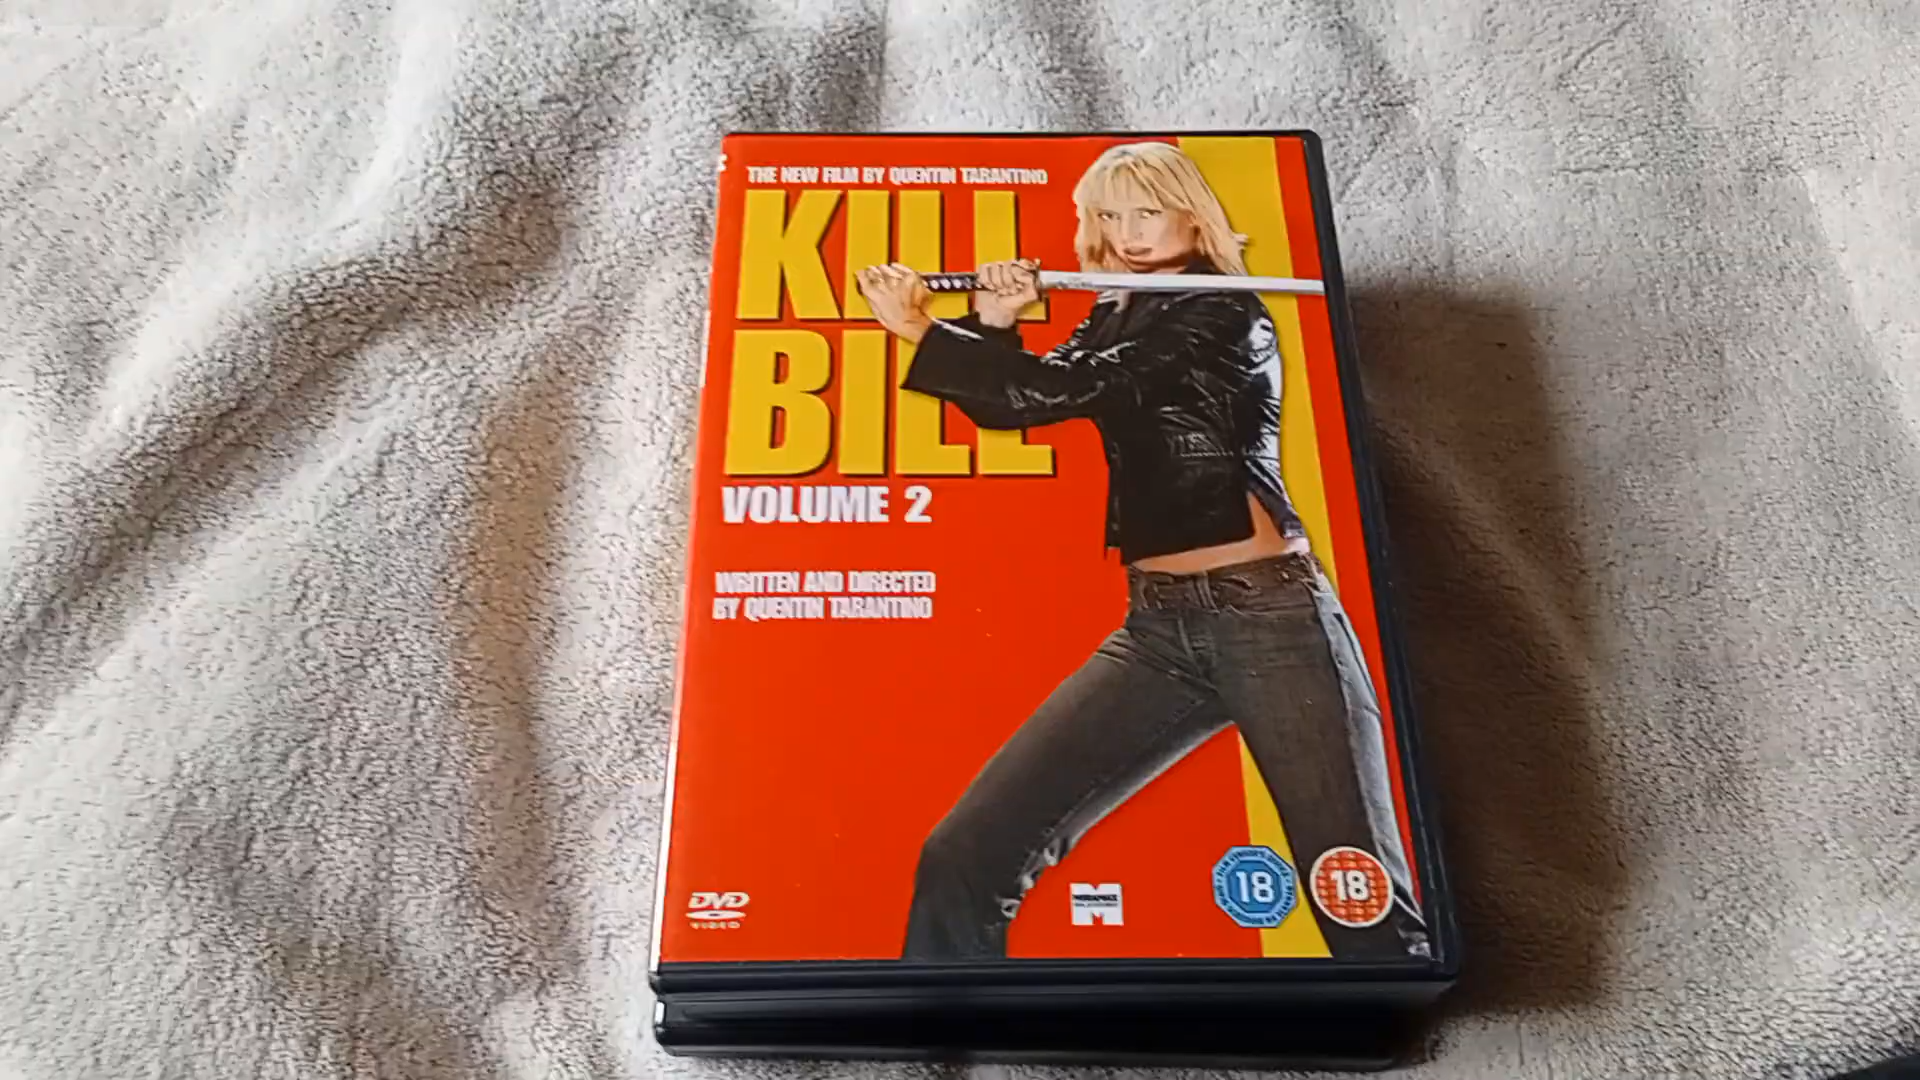 THE NEW FILM BY QUENTIN TARANTINO
KILL
BILL
VOLUME 2
WRITTEN AND DIRECTED
BY QUENTIN TARANTINO
DVD
VIDEO
MIRAMAX
18
18